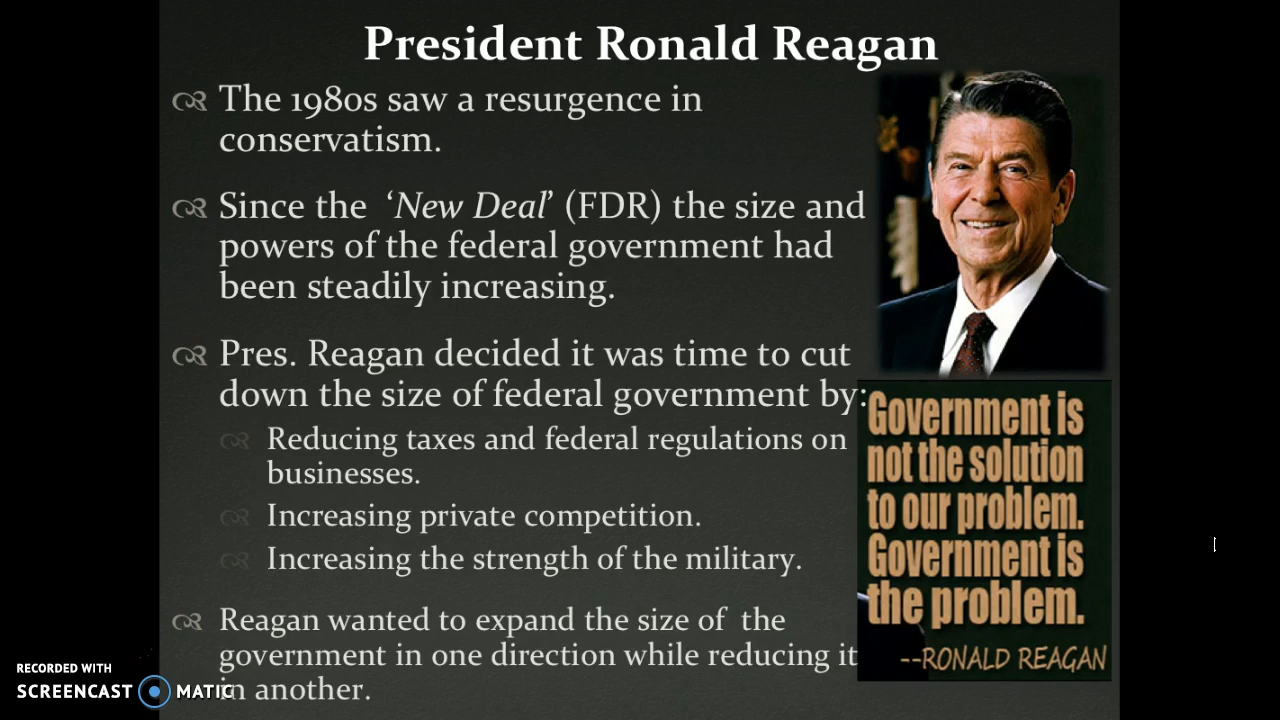 President Ronald Reagan
The 1980s saw a resurgence in
conservatism.
Since the ‘New Deal’ (FDR) the size and
powers of the federal government had
been steadily increasing.
Pres. Reagan decided it was time to cut
down the size of federal government by:
Reducing taxes and federal regulations on
businesses.
Increasing private competition.
Increasing the strength of the military.
Reagan wanted to expand the size of the
government in one direction while reducing it
in another.
Government is
not the solution
to our problem.
Government is
the problem.
--RONALD REAGAN
RECORDED WITH
SCREENCAST MATIC